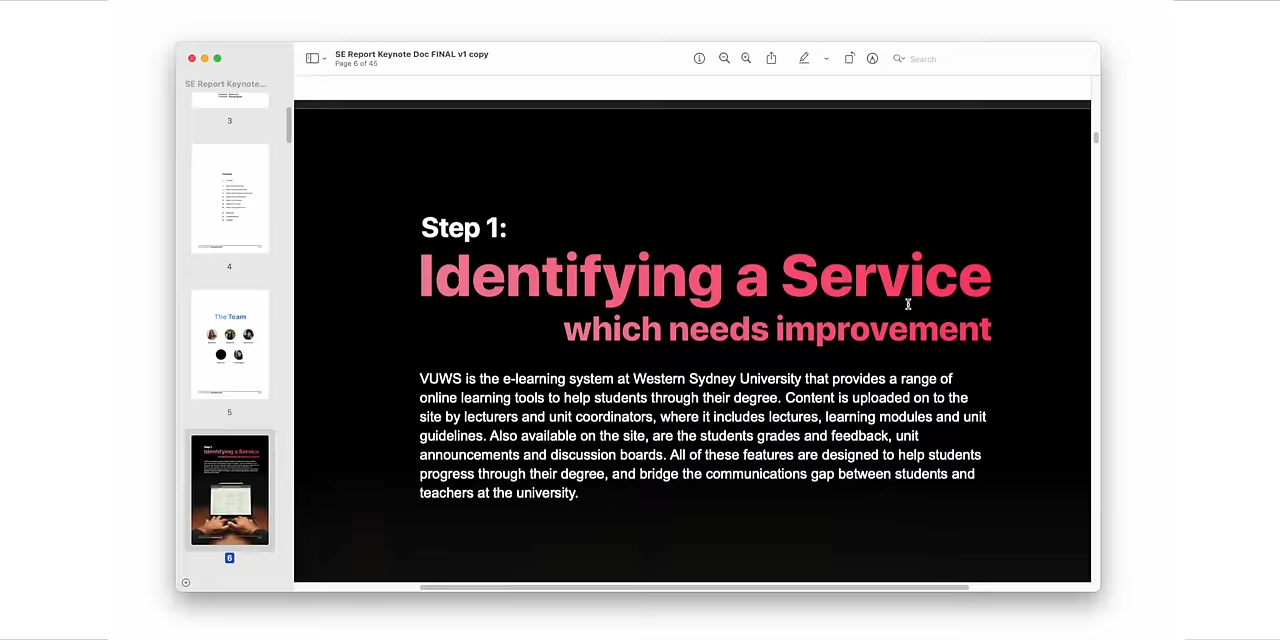 SE Report Keynote Doc FINAL v1 copy
Page 6 of 45
Search
SE Report Keynote...
3
4
The Team
5
6
Step 1:
Identifying a Service
which needs improvement
VUWS is the e-learning system at Western Sydney University that provides a range of
online learning tools to help students through their degree. Content is uploaded on to the
site by lecturers and unit coordinators, where it includes lectures, learning modules and unit
guidelines. Also available on the site, are the students grades and feedback, unit
announcements and discussion boards. All of these features are designed to help students
progress through their degree, and bridge the communications gap between students and
teachers at the university.